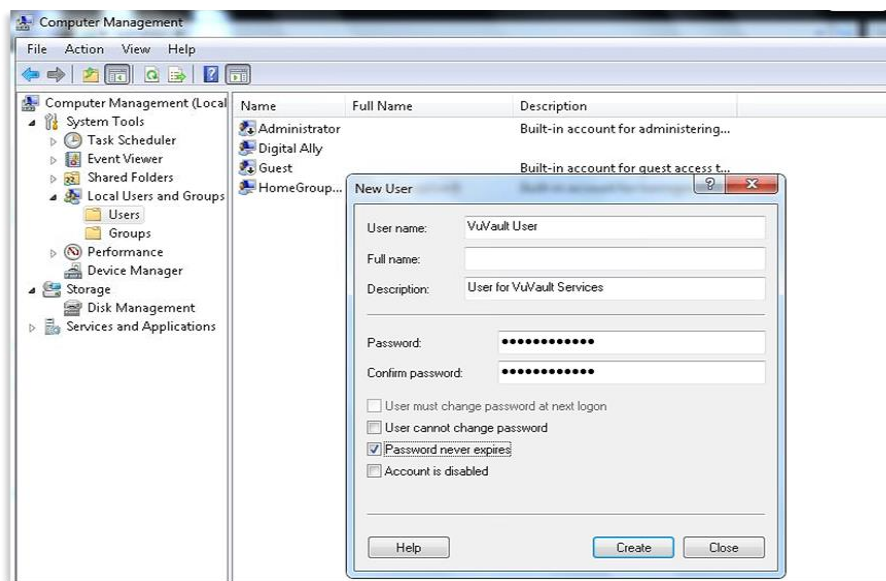 Computer Management
File Action View Help
Computer Management (Local
System Tools
Task Scheduler
Event Viewer
Shared Folders
Local Users and Groups
Users
Groups
Performance
Device Manager
Storage
Disk Management
Services and Applications
Name Full Name Description
Administrator Built-in account for administering...
Digital Ally
Guest Built-in account for guest access t...
HomeGroup...
New User
User name: VuVault User
Full name:
Description: User for VuVault Services
Password: ●●●●●●●●●●●●
Confirm password: ●●●●●●●●●●●●
User must change password at next logon
User cannot change password
Password never expires
Account is disabled
Help Create Close